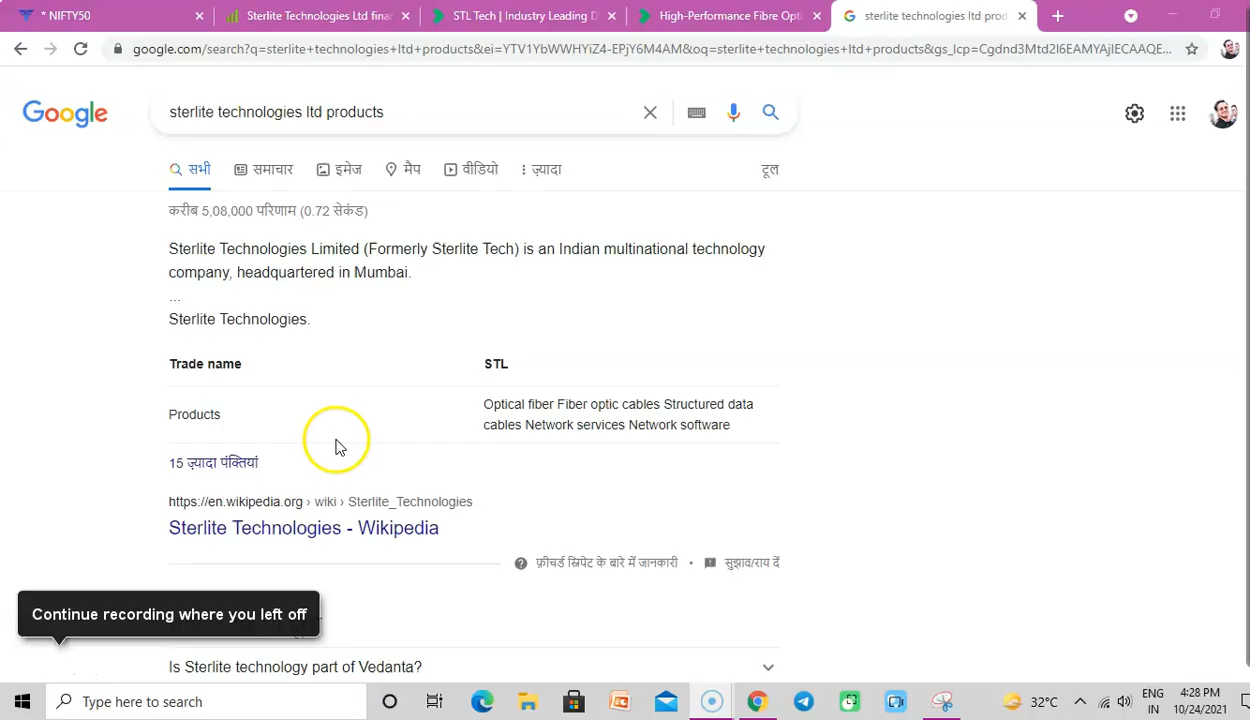 * NIFTY50
Sterlite Technologies Ltd finan
STL Tech | Industry Leading D
High-Performance Fibre Opti
sterlite technologies ltd prod
google.com/search?q=sterlite+technologies+ltd+products&ei=YTV1YbWWHYiZ4-EPjY6M4AM&oq=sterlite+technologies+ltd+products&gs_lcp=Cgdnd3Mtd2l6EAMYAjIECAAQE...
Google
sterlite technologies ltd products
सभी
समाचार
इमेज
मैप
वीडियो
ज़्यादा
टूल
करीब 5,08,000 परिणाम (0.72 सेकंड)
Sterlite Technologies Limited (Formerly Sterlite Tech) is an Indian multinational technology
company, headquartered in Mumbai.
...
Sterlite Technologies.
Trade name
STL
Products
Optical fiber Fiber optic cables Structured data
cables Network services Network software
15 ज़्यादा पंक्तियां
https://en.wikipedia.org › wiki › Sterlite_Technologies
Sterlite Technologies - Wikipedia
फ़ीचर्ड स्निपेट के बारे में जानकारी • सुझाव/राय दें
Continue recording where you left off
Is Sterlite technology part of Vedanta?
Type here to search
32°C
ENG
IN
4:28 PM
10/24/2021